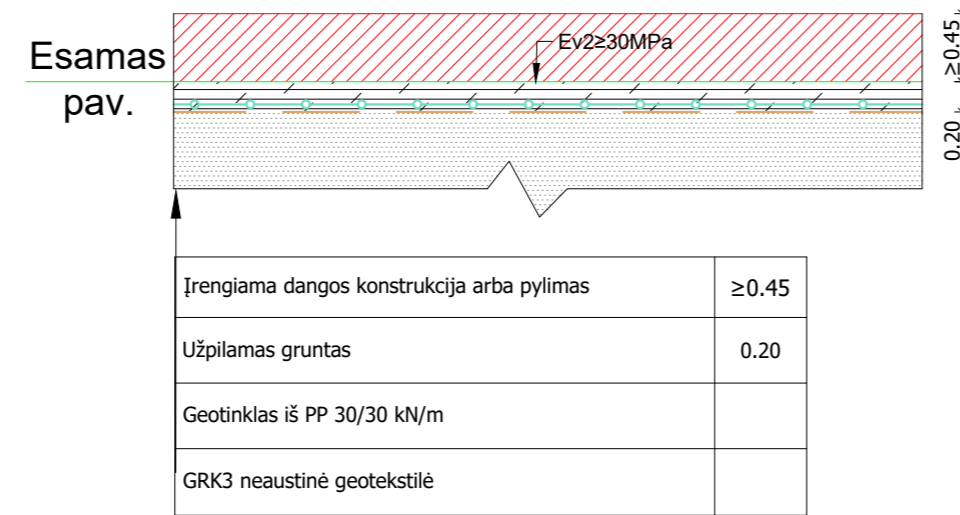 Esamas
pav.
Ev2≥30MPa
≥0.45
0.20
Įrengiama dangos konstrukcija arba pylimas ≥0.45
Užpilamas gruntas 0.20
Geotinklas iš PP 30/30 kN/m
GRK3 neaustinė geotekstilė